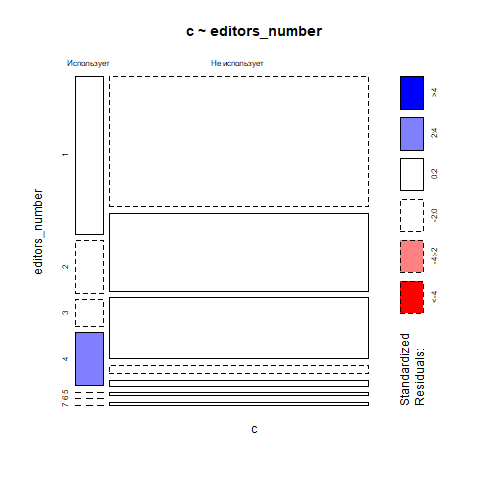 c ~ editors_number
Использует
Не использует
editors_number
1
2
3
4
5
6
7
c
>4
2:4
0:2
-2:0
-4:-2
<-4
Standardized
Residuals: